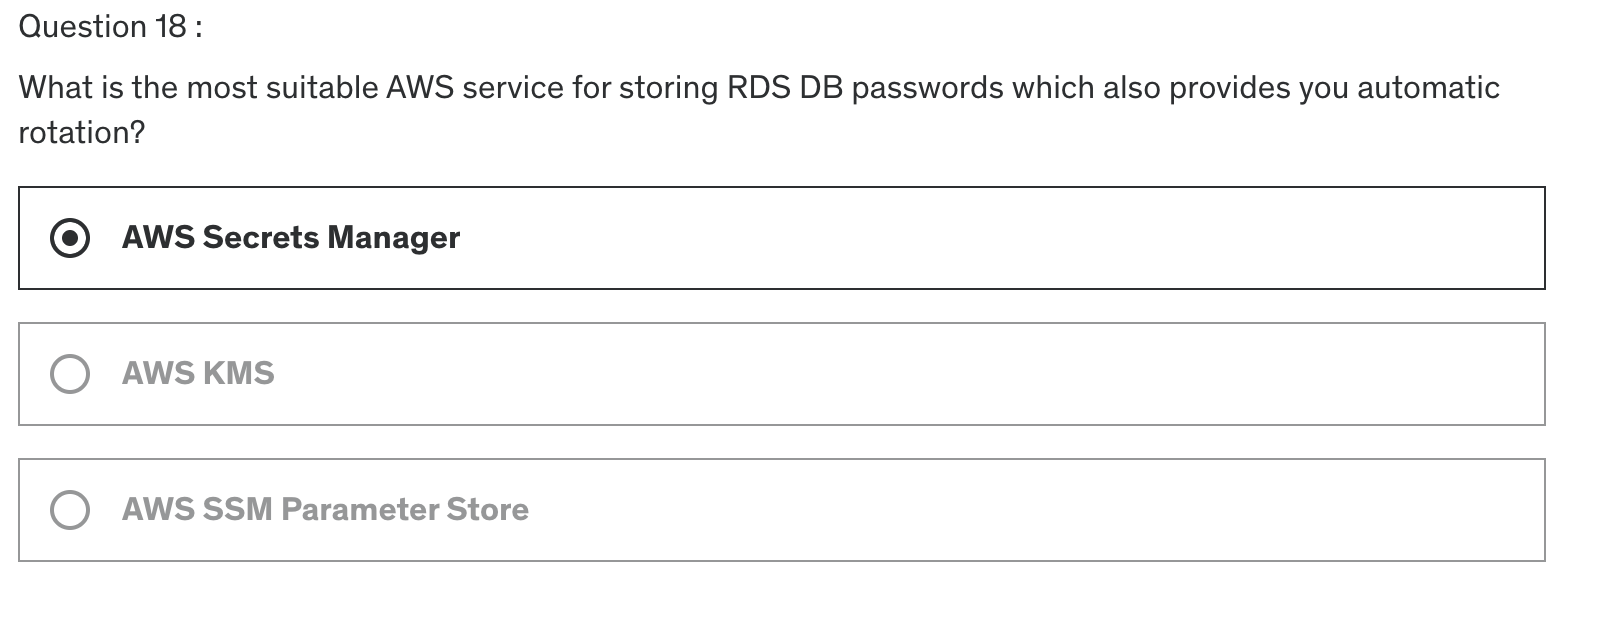 Question 18 :
What is the most suitable AWS service for storing RDS DB passwords which also provides you automatic
rotation?
AWS Secrets Manager
AWS KMS
AWS SSM Parameter Store